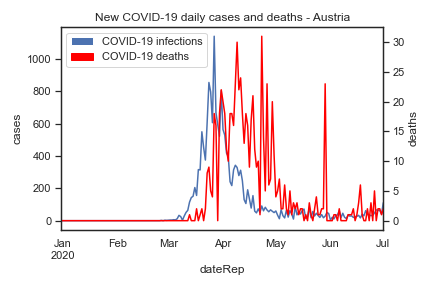 New COVID-19 daily cases and deaths - Austria
COVID-19 infections
COVID-19 deaths
1000
800
600
400
200
0
cases
30
25
20
15
10
5
0
deaths
Jan
2020
Feb
Mar
Apr
May
Jun
Jul
dateRep